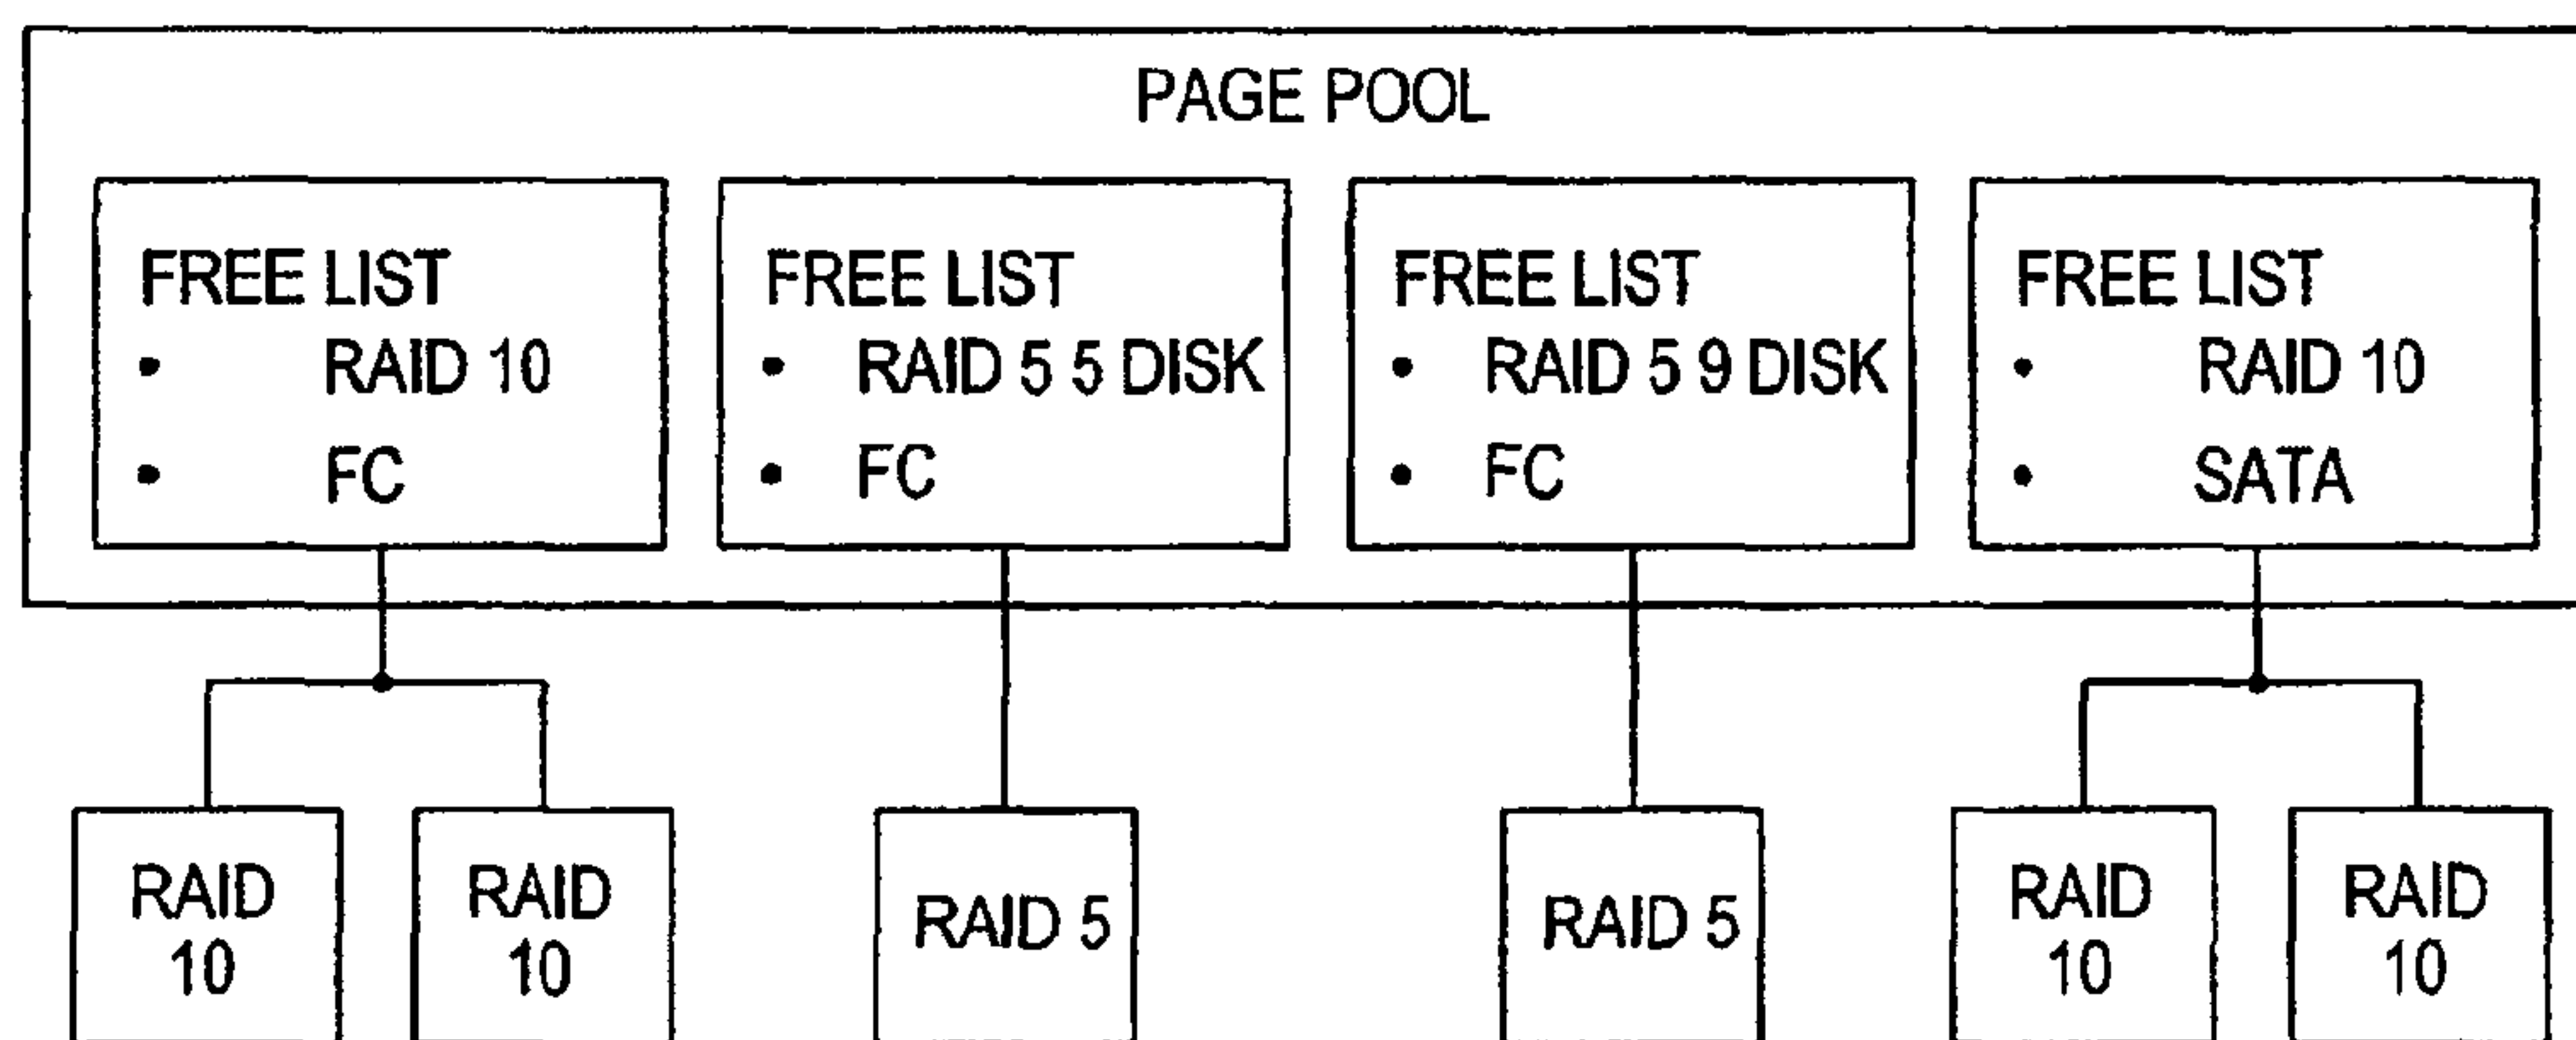 PAGE POOL
FREE LIST
• RAID 10
• FC
FREE LIST
• RAID 5 5 DISK
• FC
FREE LIST
• RAID 5 9 DISK
• FC
FREE LIST
• RAID 10
• SATA
RAID
10
RAID
10
RAID 5
RAID 5
RAID
10
RAID
10